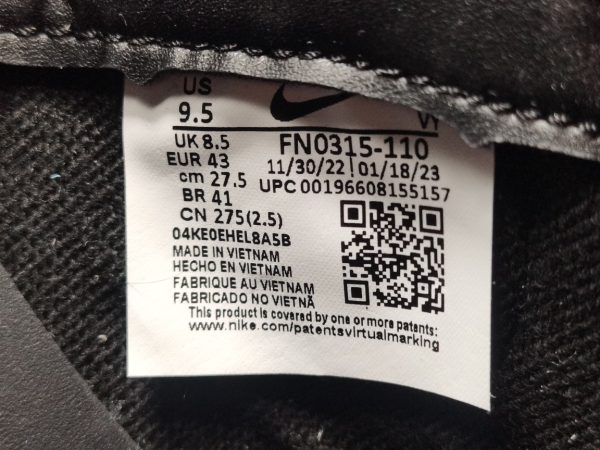 US
9.5
VY
UK 8.5
EUR 43
cm 27.5
BR 41
CN 275(2.5)
FN0315-110
11/30/22 | 01/18/23
UPC 00196608155157
04KE0EHEL8A5B
MADE IN VIETNAM
HECHO EN VIETNAM
FABRIQUE AU VIETNAM
FABRICADO NO VIETNÃ
This product is covered by one or more patents:
www.nike.com/patentsvirtualmarking